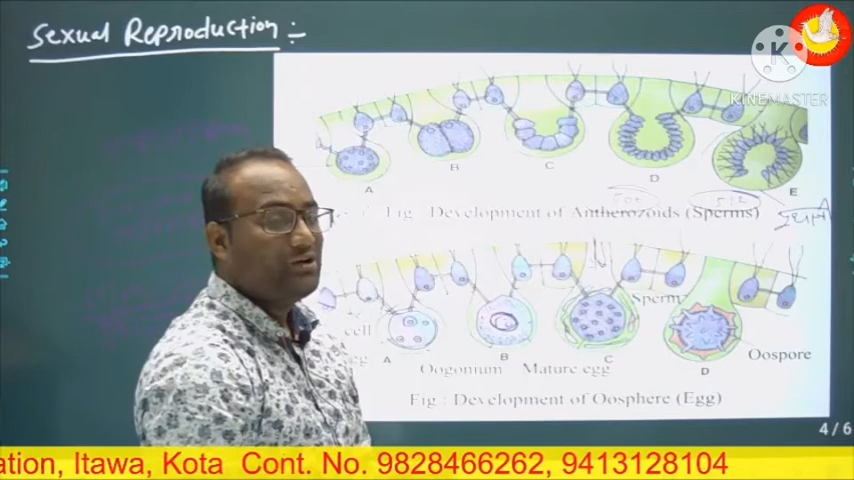 Sexual Reproduction :-
KINEMASTER
A B C D E
Fig : Development of Antherozoids (Sperms)
Sperm
cell
A B C D
Oogonium Mature egg Oospore
Fig : Development of Oosphere (Egg)
4/6
ation, Itawa, Kota Cont. No. 9828466262, 9413128104